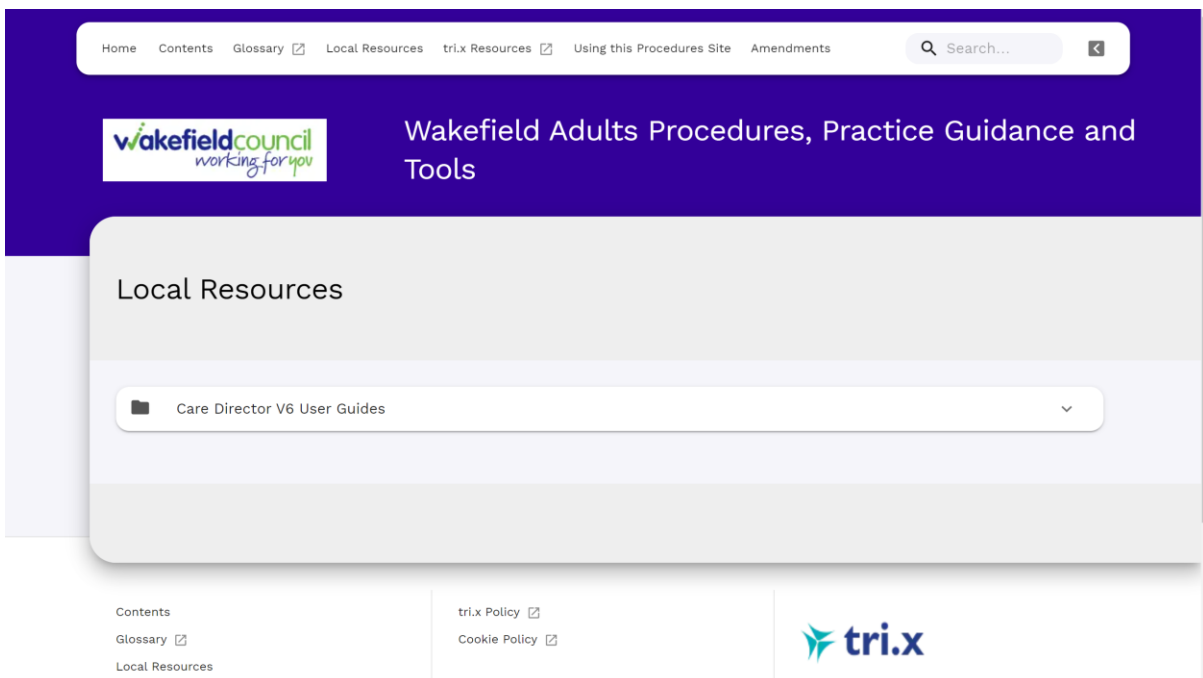 Home Contents Glossary Local Resources tri.x Resources Using this Procedures Site Amendments Search...
wakefieldcouncil
working for you
Wakefield Adults Procedures, Practice Guidance and
Tools
Local Resources
Care Director V6 User Guides
Contents
Glossary
Local Resources
tri.x Policy
Cookie Policy
tri.x